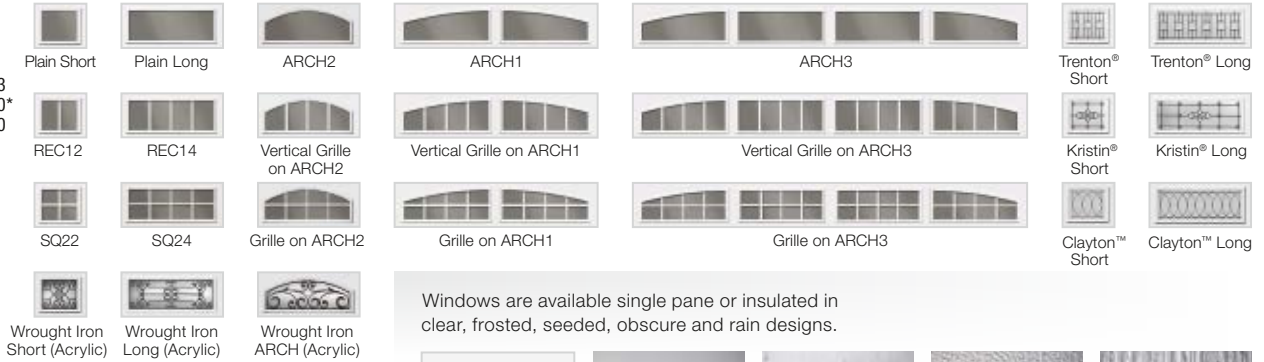 Plain Short
Plain Long
ARCH2
ARCH1
ARCH3
Trenton®
Short
Trenton® Long
3
0*
0
REC12
REC14
Vertical Grille
on ARCH2
Vertical Grille on ARCH1
Vertical Grille on ARCH3
Kristin®
Short
Kristin® Long
SQ22
SQ24
Grille on ARCH2
Grille on ARCH1
Grille on ARCH3
Clayton™
Short
Clayton™ Long
Wrought Iron
Short (Acrylic)
Wrought Iron
Long (Acrylic)
Wrought Iron
ARCH (Acrylic)
Windows are available single pane or insulated in
clear, frosted, seeded, obscure and rain designs.